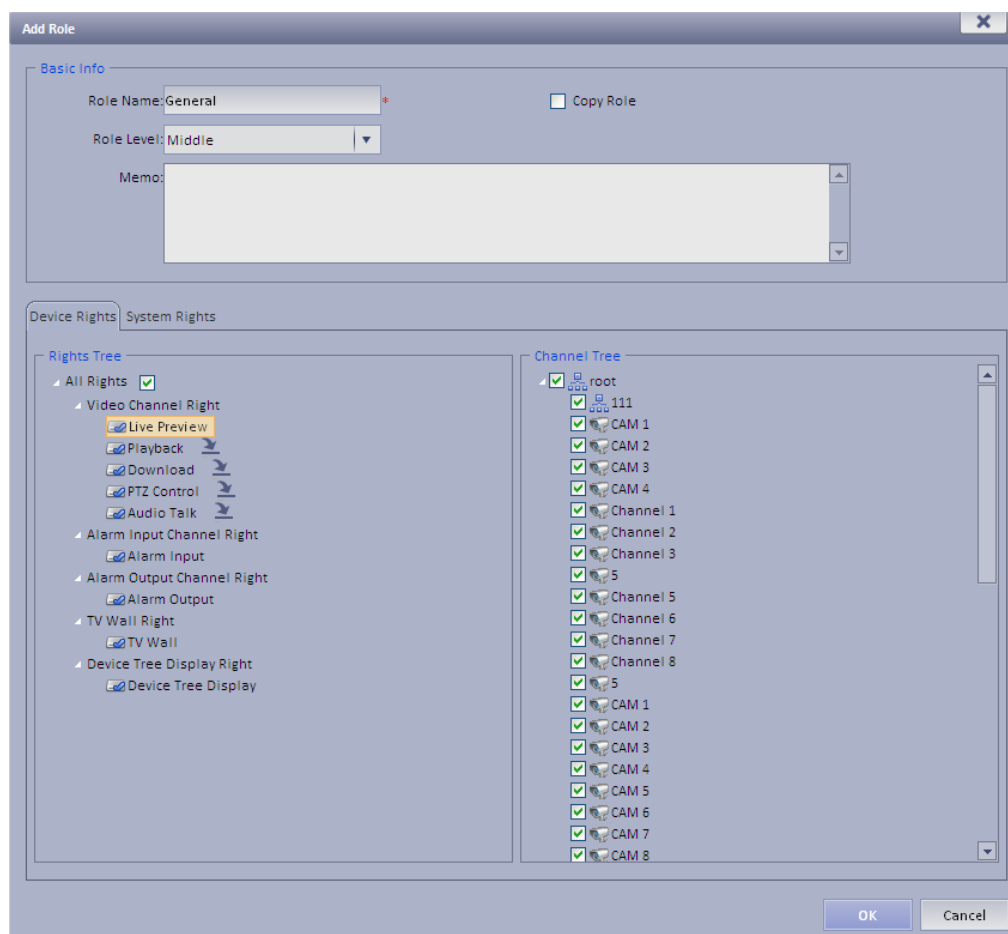 Add Role
Basic Info
Role Name: General *
Copy Role
Role Level: Middle
Memo:
Device Rights System Rights
Rights Tree
All Rights
Video Channel Right
Live Preview
Playback
Download
PTZ Control
Audio Talk
Alarm Input Channel Right
Alarm Input
Alarm Output Channel Right
Alarm Output
TV Wall Right
TV Wall
Device Tree Display Right
Device Tree Display
Channel Tree
root
111
CAM 1
CAM 2
CAM 3
CAM 4
Channel 1
Channel 2
Channel 3
5
Channel 5
Channel 6
Channel 7
Channel 8
5
CAM 1
CAM 2
CAM 3
CAM 4
CAM 5
CAM 6
CAM 7
CAM 8
OK Cancel